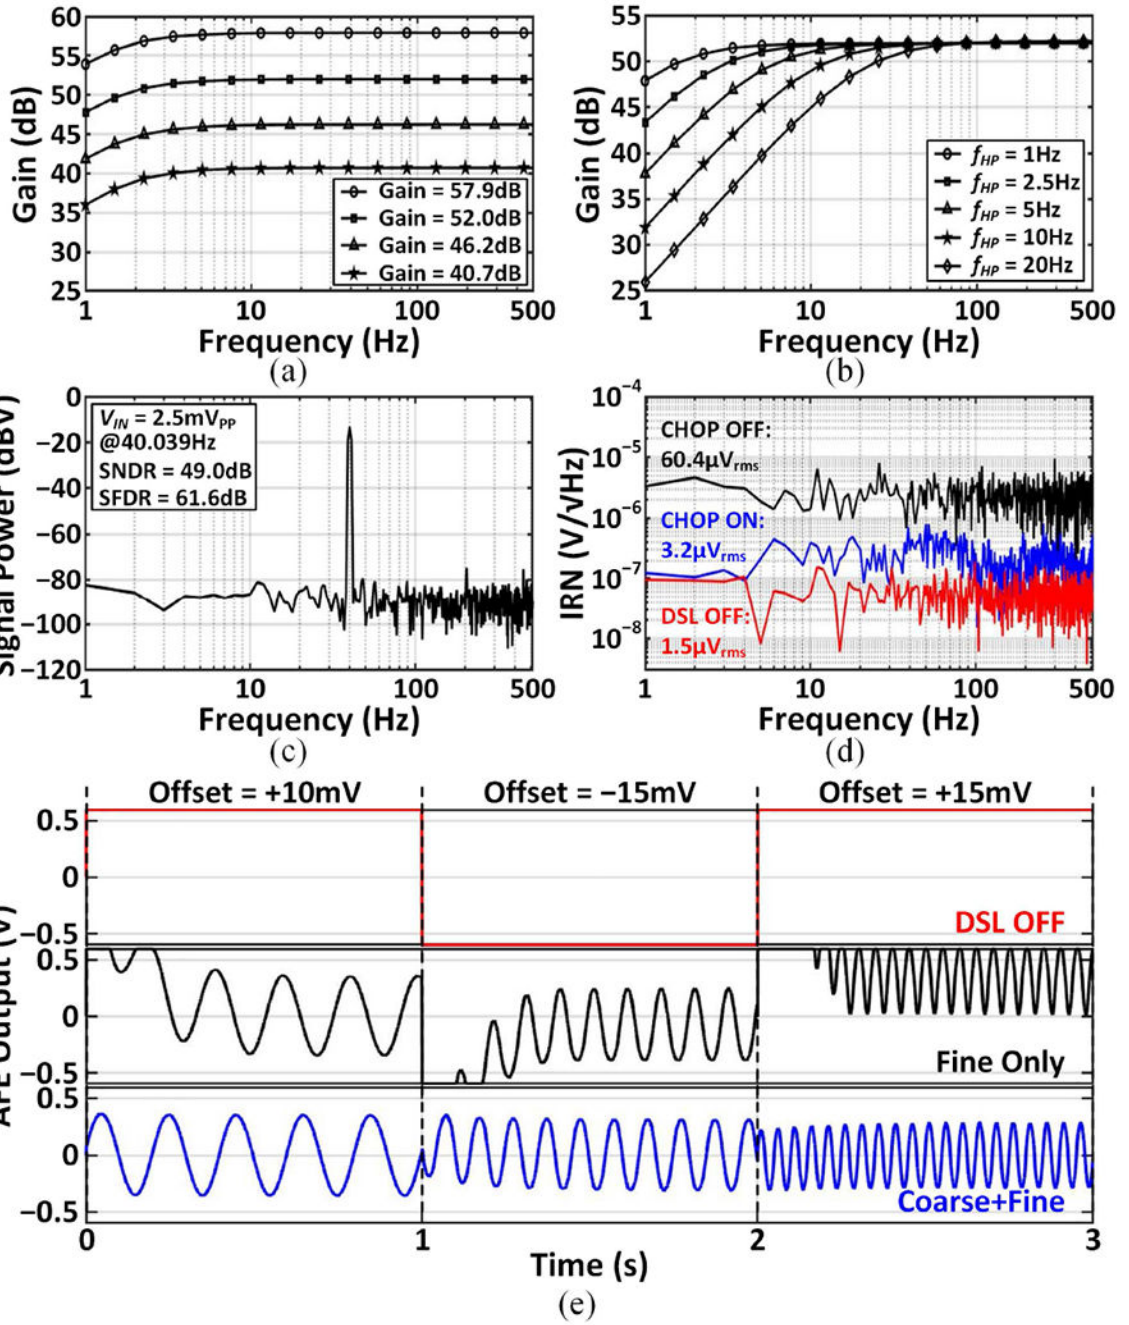 60
55
50
45
40
35
30
25
Gain (dB)
Gain = 57.9dB
Gain = 52.0dB
Gain = 46.2dB
Gain = 40.7dB
1 10 100 500
Frequency (Hz)
(a)
55
50
45
40
35
30
25
Gain (dB)
f_HP = 1Hz
f_HP = 2.5Hz
f_HP = 5Hz
f_HP = 10Hz
f_HP = 20Hz
1 10 100 500
Frequency (Hz)
(b)
0
−20
−40
−60
−80
−100
−120
Signal Power (dBV)
V_IN = 2.5mV_PP
@40.039Hz
SNDR = 49.0dB
SFDR = 61.6dB
1 10 100 500
Frequency (Hz)
(c)
10⁻⁴
10⁻⁵
10⁻⁶
10⁻⁷
10⁻⁸
IRN (V/√Hz)
CHOP OFF:
60.4µV_rms
CHOP ON:
3.2µV_rms
DSL OFF:
1.5µV_rms
1 10 100 500
Frequency (Hz)
(d)
Offset = +10mV Offset = −15mV Offset = +15mV
AFE Output (V)
0.5
0
−0.5
DSL OFF
0.5
0
−0.5
Fine Only
0.5
0
−0.5
Coarse+Fine
0 1 2 3
Time (s)
(e)